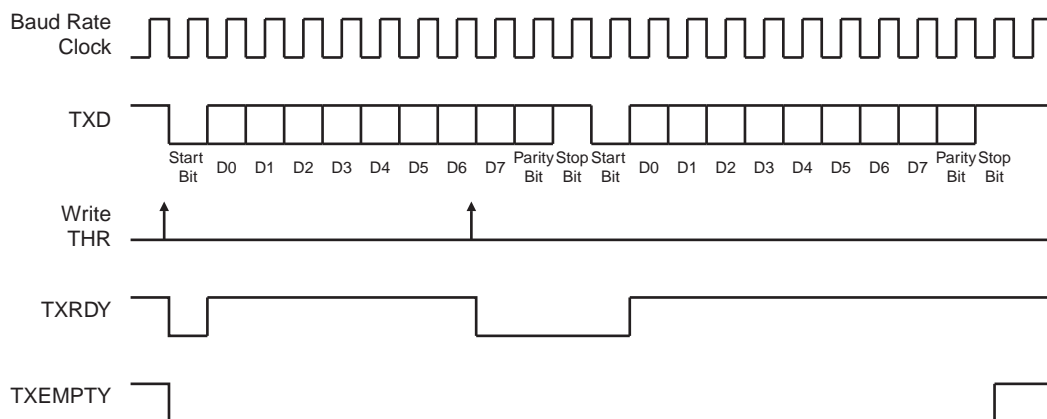 Baud Rate
Clock
TXD
Start
Bit
D0
D1
D2
D3
D4
D5
D6
D7
Parity
Bit
Stop
Bit
Start
Bit
D0
D1
D2
D3
D4
D5
D6
D7
Parity
Bit
Stop
Bit
Write
THR
TXRDY
TXEMPTY